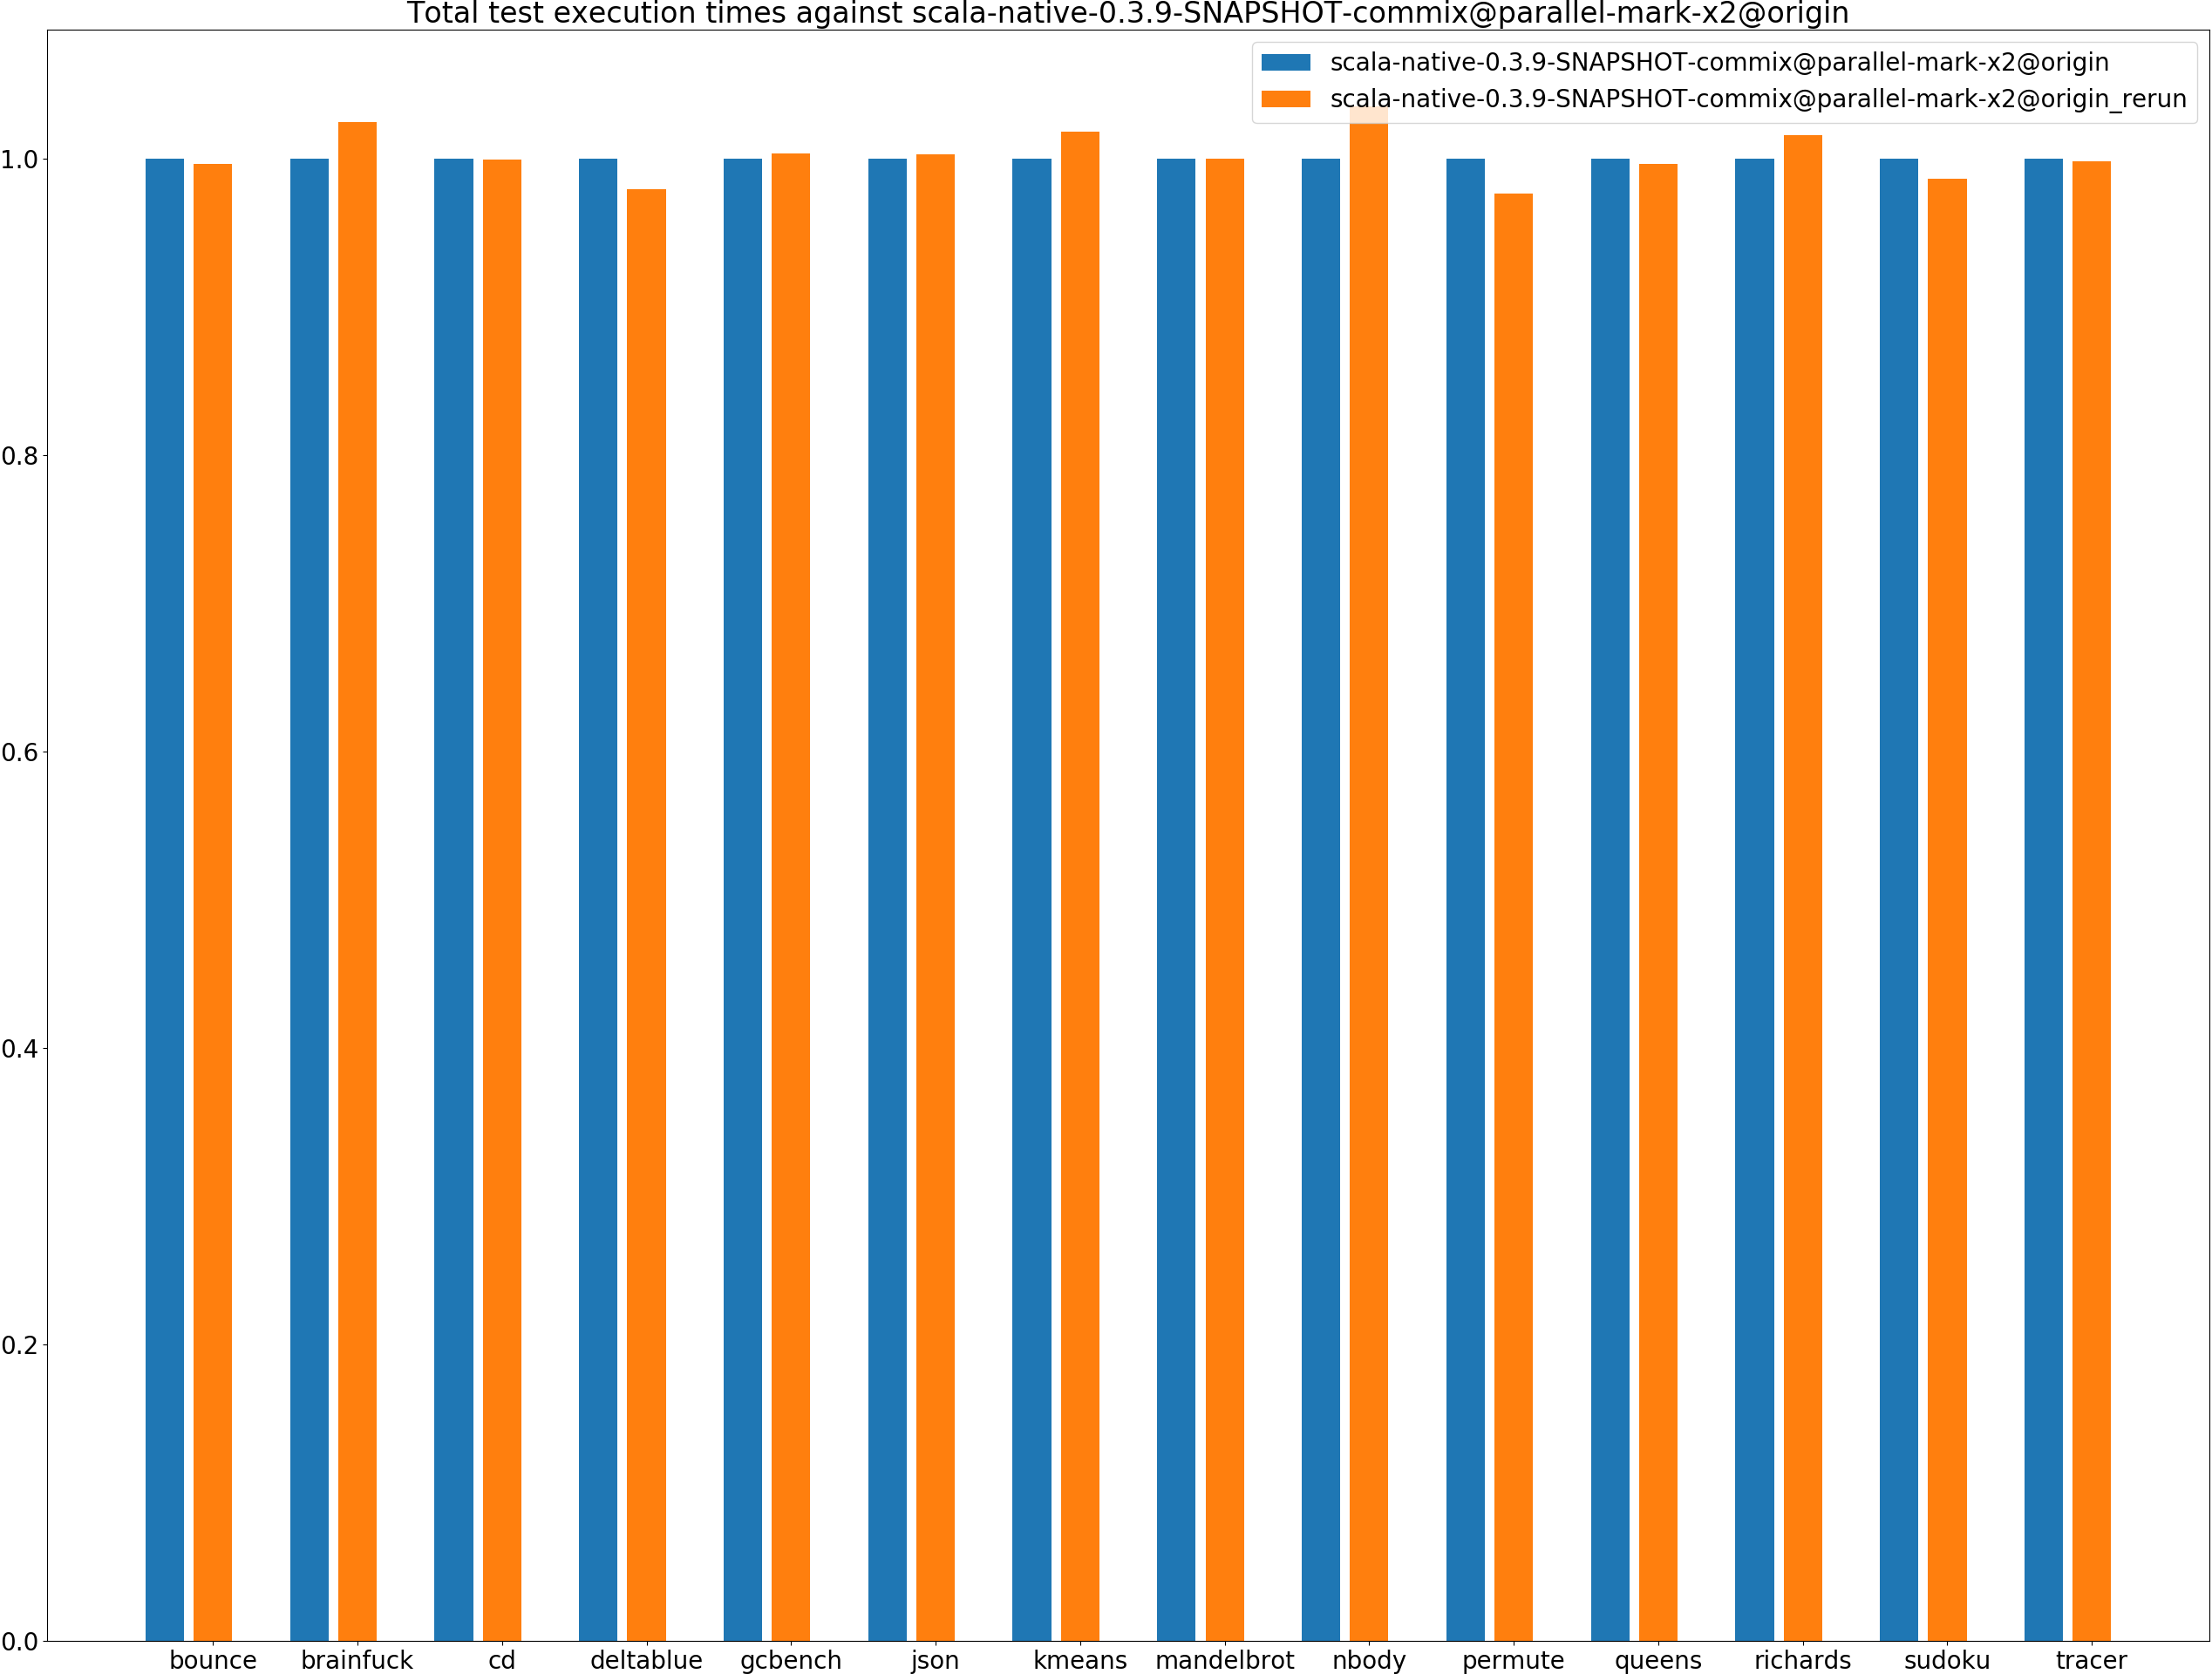 Total test execution times against scala-native-0.3.9-SNAPSHOT-commix@parallel-mark-x2@origin
scala-native-0.3.9-SNAPSHOT-commix@parallel-mark-x2@origin
scala-native-0.3.9-SNAPSHOT-commix@parallel-mark-x2@origin_rerun
1.0
0.8
0.6
0.4
0.2
0.0
bounce brainfuck cd deltablue gcbench json kmeans mandelbrot nbody permute queens richards sudoku tracer